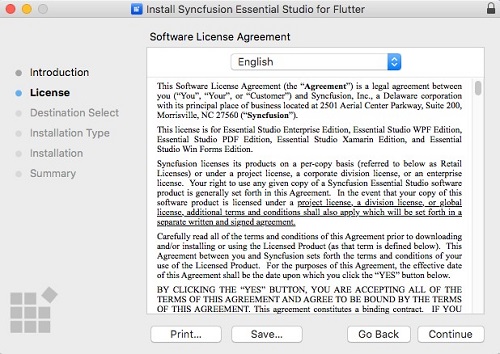 Install Syncfusion Essential Studio for Flutter
Software License Agreement
Introduction
License
Destination Select
Installation Type
Installation
Summary
English
This Software License Agreement (the “Agreement”) is a legal agreement between
you (“You”, “Your”, or “Customer”) and Syncfusion, Inc., a Delaware corporation
with its principal place of business located at 2501 Aerial Center Parkway, Suite 200,
Morrisville, NC 27560 (“Syncfusion”).
This license is for Essential Studio Enterprise Edition, Essential Studio WPF Edition,
Essential Studio PDF Edition, Essential Studio Xamarin Edition, and Essential
Studio Win Forms Edition.
Syncfusion licenses its products on a per-copy basis (referred to below as Retail
Licenses) or under a project license, a corporate division license, or an enterprise
license. Your right to use any given copy of a Syncfusion Essential Studio software
product is generally set forth in this Agreement. In the event that your copy of this
software product is licensed under a project license, a division license, or global
license, additional terms and conditions shall also apply which will be set forth in a
separate written and signed agreement.
Carefully read all of the terms and conditions of this Agreement prior to downloading
and/or installing or using the Licensed Product (as that term is defined below). This
Agreement between you and Syncfusion sets forth the terms and conditions of your
use of the Licensed Product. For the purposes of this Agreement, the effective date
of this Agreement shall be the date upon which you click the “YES” button below.
BY CLICKING THE “YES” BUTTON, YOU ARE ACCEPTING ALL OF THE
TERMS OF THIS AGREEMENT AND AGREE TO BE BOUND BY THE TERMS
OF THIS AGREEMENT. This agreement constitutes a binding contract. IF YOU
Print...
Save...
Go Back
Continue